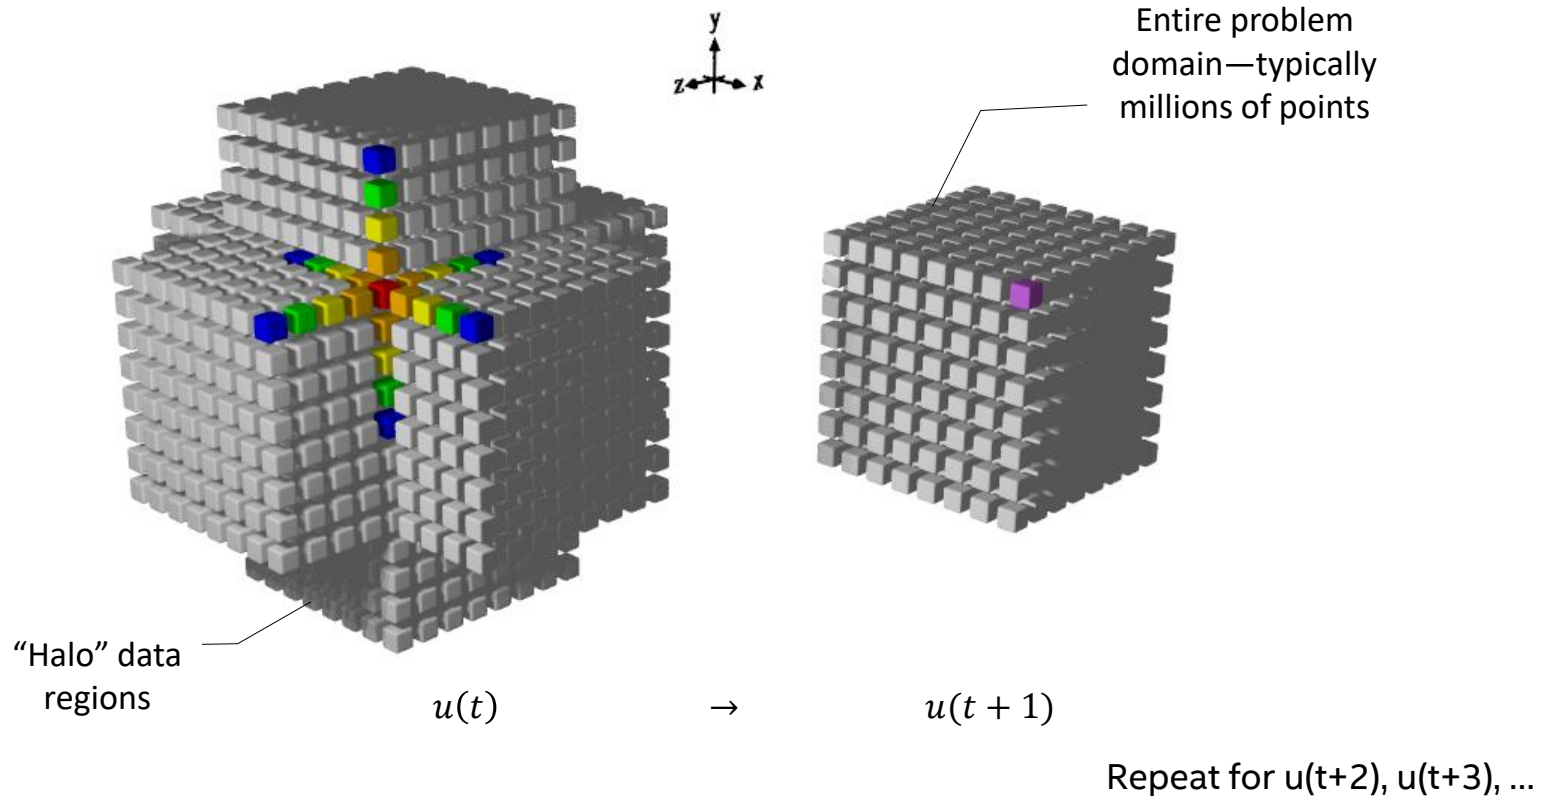 Entire problem
domain—typically
millions of points
y
z
x
“Halo” data
regions
u(t) → u(t + 1)
Repeat for u(t+2), u(t+3), ...